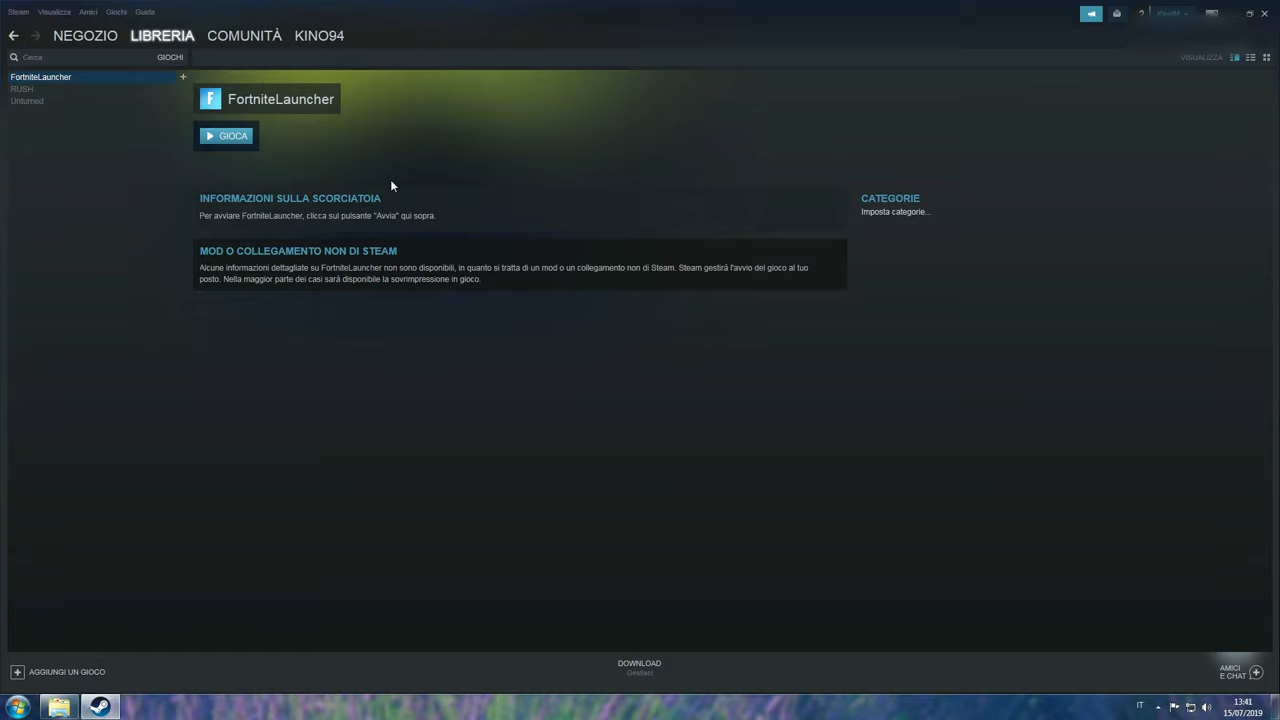 Steam Visualizza Amici Giochi Guida
? Kino94
NEGOZIO LIBRERIA COMUNITÀ KINO94
Cerca GIOCHI VISUALIZZA
FortniteLauncher +
RUSH
Unturned
F FortniteLauncher
GIOCA
INFORMAZIONI SULLA SCORCIATOIA
Per avviare FortniteLauncher, clicca sul pulsante "Avvia" qui sopra.
CATEGORIE
Imposta categorie...
MOD O COLLEGAMENTO NON DI STEAM
Alcune informazioni dettagliate su FortniteLauncher non sono disponibili, in quanto si tratta di un mod o un collegamento non di Steam. Steam gestirà l'avvio del gioco al tuo
posto. Nella maggior parte dei casi sarà disponibile la sovrimpressione in gioco.
+ AGGIUNGI UN GIOCO
DOWNLOAD
Gestisci
AMICI
E CHAT +
IT
13:41
15/07/2019